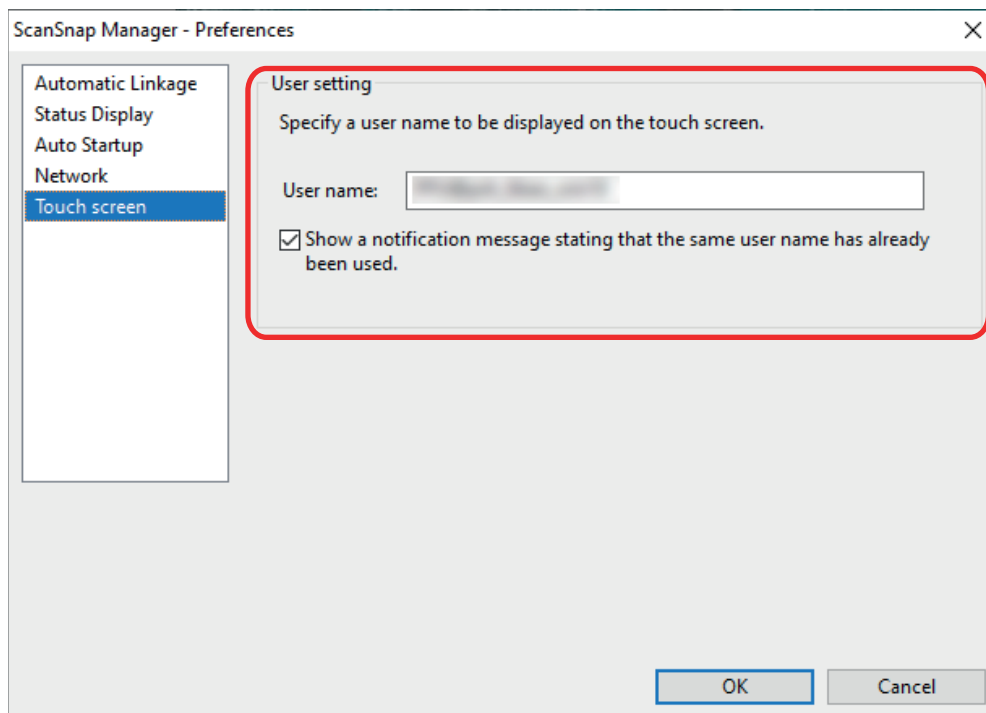 ScanSnap Manager - Preferences
Automatic Linkage
Status Display
Auto Startup
Network
Touch screen
User setting
Specify a user name to be displayed on the touch screen.
User name:
Show a notification message stating that the same user name has already
been used.
OK
Cancel